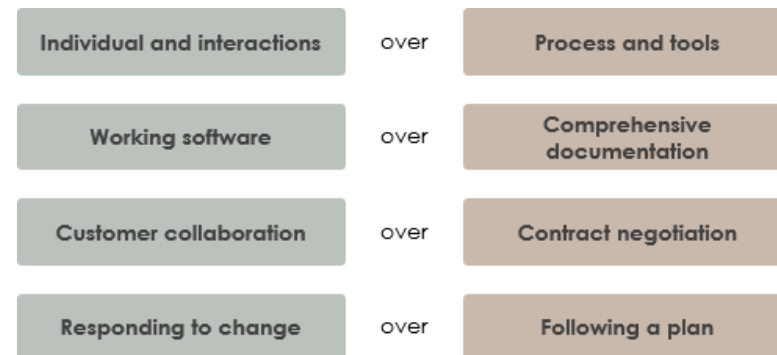 Individual and interactions over Process and tools
Working software over Comprehensive
documentation
Customer collaboration over Contract negotiation
Responding to change over Following a plan